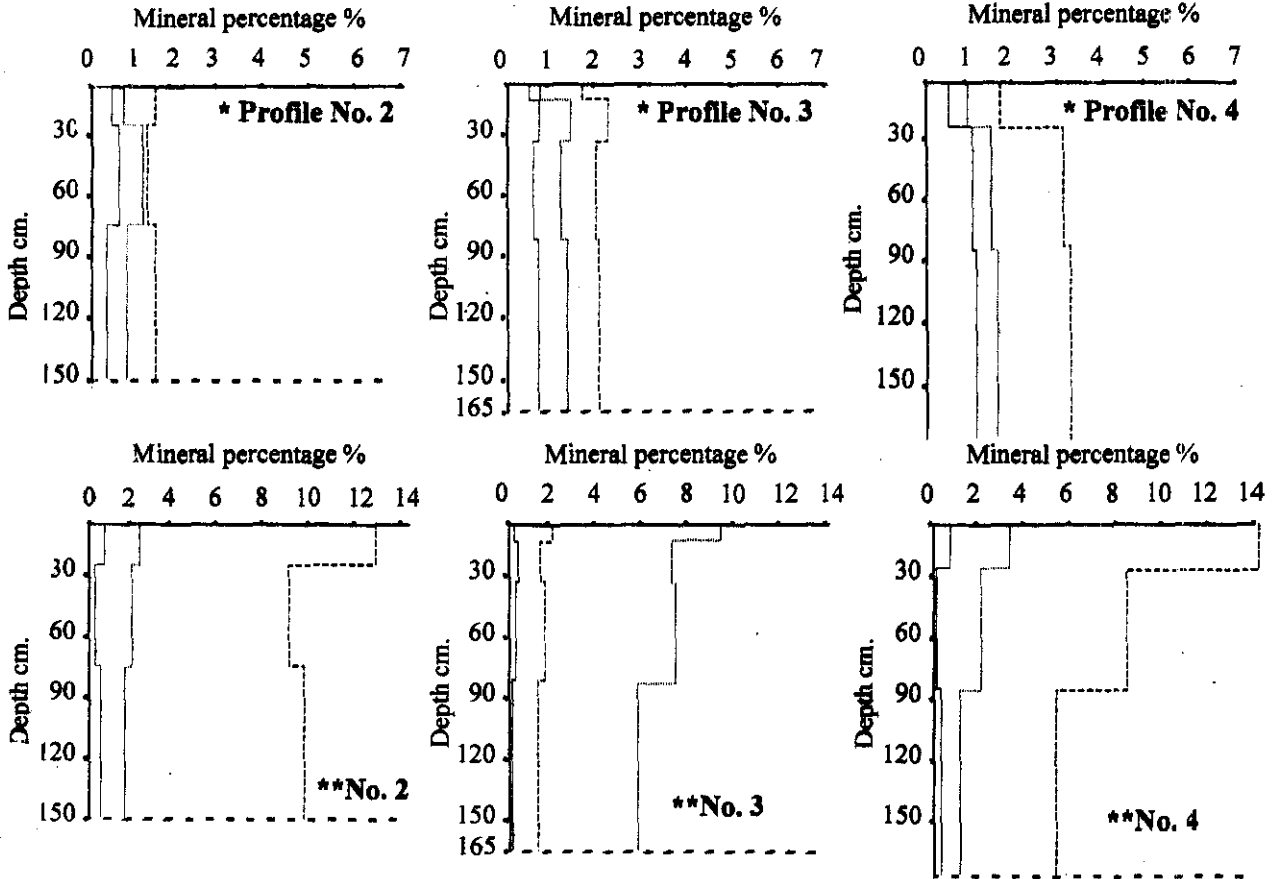 Mineral percentage %
0 1 2 3 4 5 6 7
* Profile No. 2
30
60
90
120
150
Depth cm.
Mineral percentage %
0 1 2 3 4 5 6 7
* Profile No. 3
30
60
90
120
150
165
Depth cm.
Mineral percentage %
0 1 2 3 4 5 6 7
* Profile No. 4
30
60
90
120
150
Depth cm.
Mineral percentage %
0 2 4 6 8 10 12 14
30
60
90
120
150
Depth cm.
**No. 2
Mineral percentage %
0 2 4 6 8 10 12 14
30
60
90
120
150
165
Depth cm.
**No. 3
Mineral percentage %
0 2 4 6 8 10 12 14
30
60
90
120
150
Depth cm.
**No. 4